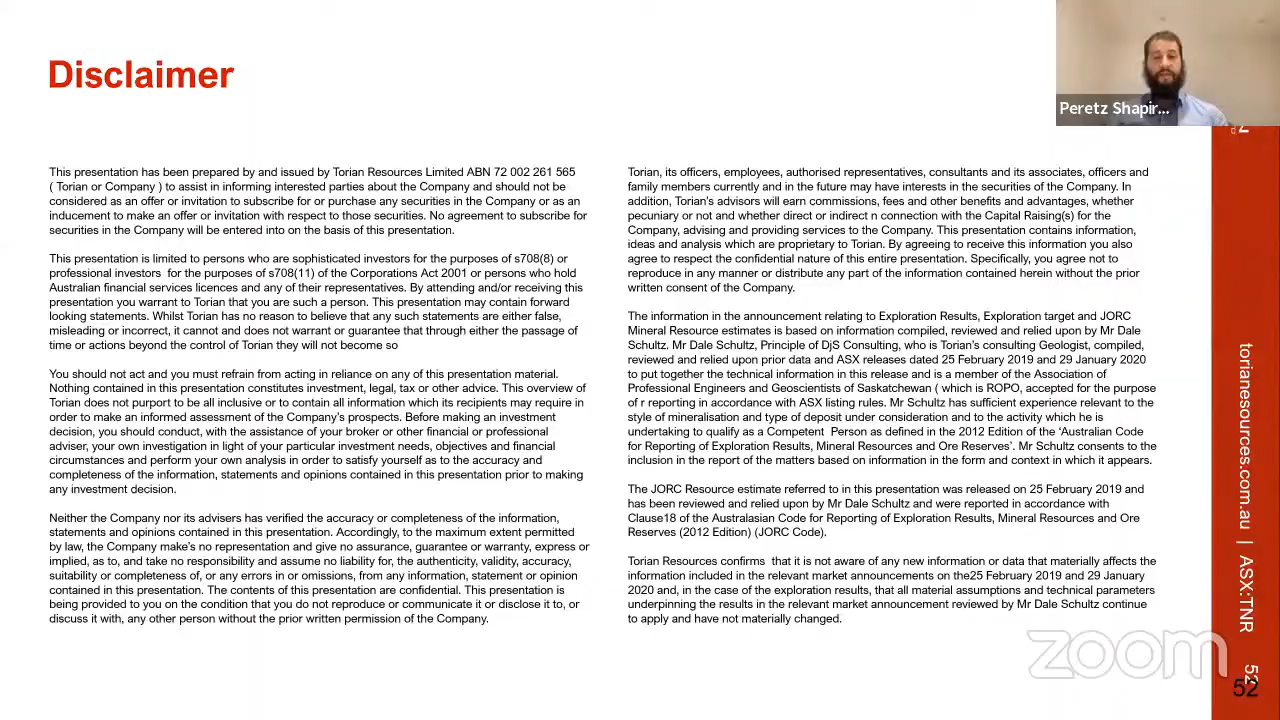 Disclaimer
Peretz Shapir...
This presentation has been prepared by and issued by Torian Resources Limited ABN 72 002 261 565
( Torian or Company ) to assist in informing interested parties about the Company and should not be
considered as an offer or invitation to subscribe for or purchase any securities in the Company or as an
inducement to make an offer or invitation with respect to those securities. No agreement to subscribe for
securities in the Company will be entered into on the basis of this presentation.
This presentation is limited to persons who are sophisticated investors for the purposes of s708(8) or
professional investors for the purposes of s708(11) of the Corporations Act 2001 or persons who hold
Australian financial services licences and any of their representatives. By attending and/or receiving this
presentation you warrant to Torian that you are such a person. This presentation may contain forward
looking statements. Whilst Torian has no reason to believe that any such statements are either false,
misleading or incorrect, it cannot and does not warrant or guarantee that through either the passage of
time or actions beyond the control of Torian they will not become so
You should not act and you must refrain from acting in reliance on any of this presentation material.
Nothing contained in this presentation constitutes investment, legal, tax or other advice. This overview of
Torian does not purport to be all inclusive or to contain all information which its recipients may require in
order to make an informed assessment of the Company's prospects. Before making an investment
decision, you should conduct, with the assistance of your broker or other financial or professional
adviser, your own investigation in light of your particular investment needs, objectives and financial
circumstances and perform your own analysis in order to satisfy yourself as to the accuracy and
completeness of the information, statements and opinions contained in this presentation prior to making
any investment decision.
Neither the Company nor its advisers has verified the accuracy or completeness of the information,
statements and opinions contained in this presentation. Accordingly, to the maximum extent permitted
by law, the Company make's no representation and give no assurance, guarantee or warranty, express or
implied, as to, and take no responsibility and assume no liability for, the authenticity, validity, accuracy,
suitability or completeness of, or any errors in or omissions, from any information, statement or opinion
contained in this presentation. The contents of this presentation are confidential. This presentation is
being provided to you on the condition that you do not reproduce or communicate it or disclose it to, or
discuss it with, any other person without the prior written permission of the Company.
Torian, its officers, employees, authorised representatives, consultants and its associates, officers and
family members currently and in the future may have interests in the securities of the Company. In
addition, Torian's advisors will earn commissions, fees and other benefits and advantages, whether
pecuniary or not and whether direct or indirect n connection with the Capital Raising(s) for the
Company, advising and providing services to the Company. This presentation contains information,
ideas and analysis which are proprietary to Torian. By agreeing to receive this information you also
agree to respect the confidential nature of this entire presentation. Specifically, you agree not to
reproduce in any manner or distribute any part of the information contained herein without the prior
written consent of the Company.
The information in the announcement relating to Exploration Results, Exploration target and JORC
Mineral Resource estimates is based on information compiled, reviewed and relied upon by Mr Dale
Schultz. Mr Dale Schultz, Principle of DjS Consulting, who is Torian's consulting Geologist, compiled,
reviewed and relied upon prior data and ASX releases dated 25 February 2019 and 29 January 2020
to put together the technical information in this release and is a member of the Association of
Professional Engineers and Geoscientists of Saskatchewan ( which is ROPO, accepted for the purpose
of r reporting in accordance with ASX listing rules. Mr Schultz has sufficient experience relevant to the
style of mineralisation and type of deposit under consideration and to the activity which he is
undertaking to qualify as a Competent Person as defined in the 2012 Edition of the 'Australian Code
for Reporting of Exploration Results, Mineral Resources and Ore Reserves'. Mr Schultz consents to the
inclusion in the report of the matters based on information in the form and context in which it appears.
The JORC Resource estimate referred to in this presentation was released on 25 February 2019 and
has been reviewed and relied upon by Mr Dale Schultz and were reported in accordance with
Clause18 of the Australasian Code for Reporting of Exploration Results, Mineral Resources and Ore
Reserves (2012 Edition) (JORC Code).
Torian Resources confirms that it is not aware of any new information or data that materially affects the
information included in the relevant market announcements on the25 February 2019 and 29 January
2020 and, in the case of the exploration results, that all material assumptions and technical parameters
underpinning the results in the relevant market announcement reviewed by Mr Dale Schultz continue
to apply and have not materially changed.
torianesources.com.au | ASX:TNR
52
52
zoom